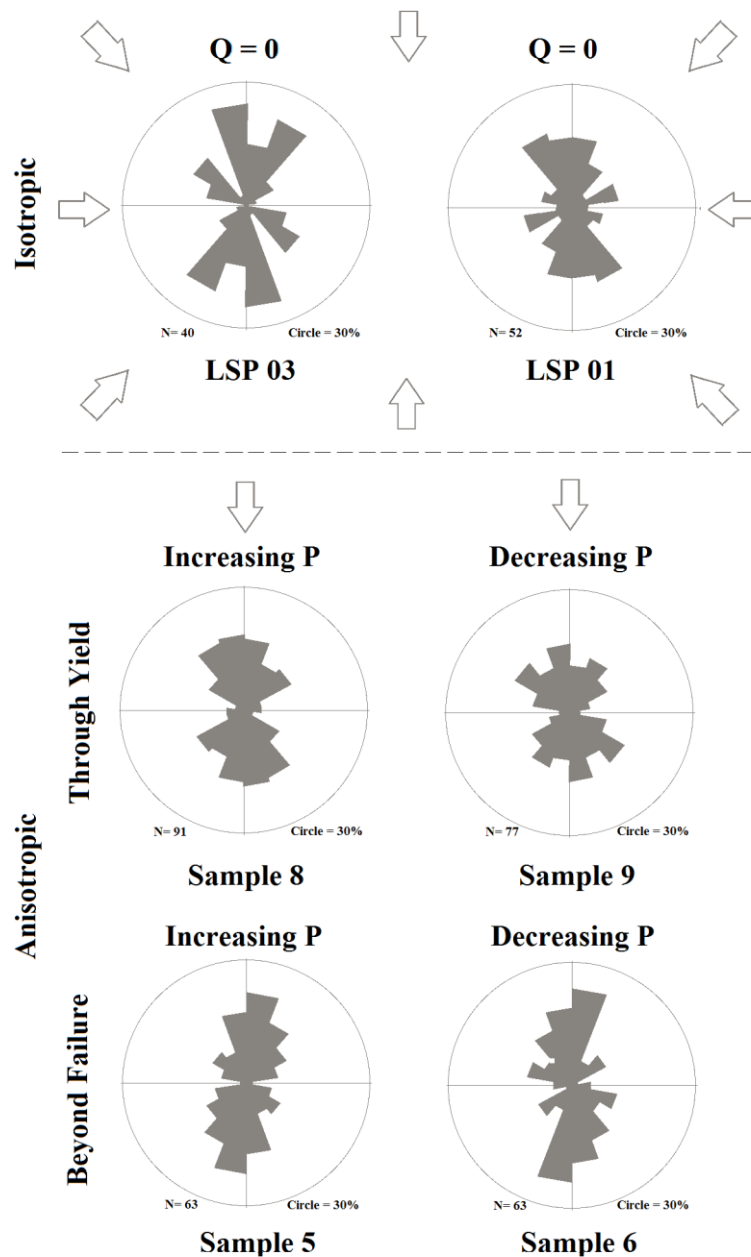 Q = 0
Q = 0
Isotropic
N= 40
Circle = 30%
N= 52
Circle = 30%
LSP 03
LSP 01
Increasing P
Decreasing P
Through Yield
N= 91
Circle = 30%
N= 77
Circle = 30%
Sample 8
Sample 9
Anisotropic
Increasing P
Decreasing P
Beyond Failure
N= 63
Circle = 30%
N= 63
Circle = 30%
Sample 5
Sample 6